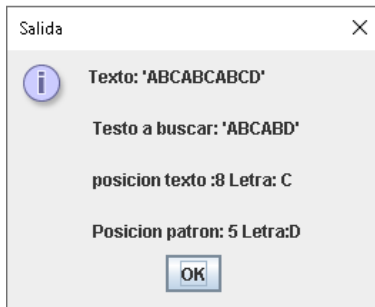 Salida
Texto: 'ABCABCABCD'
Testo a buscar: 'ABCABD'
posicion texto :8 Letra: C
Posicion patron: 5 Letra:D
OK